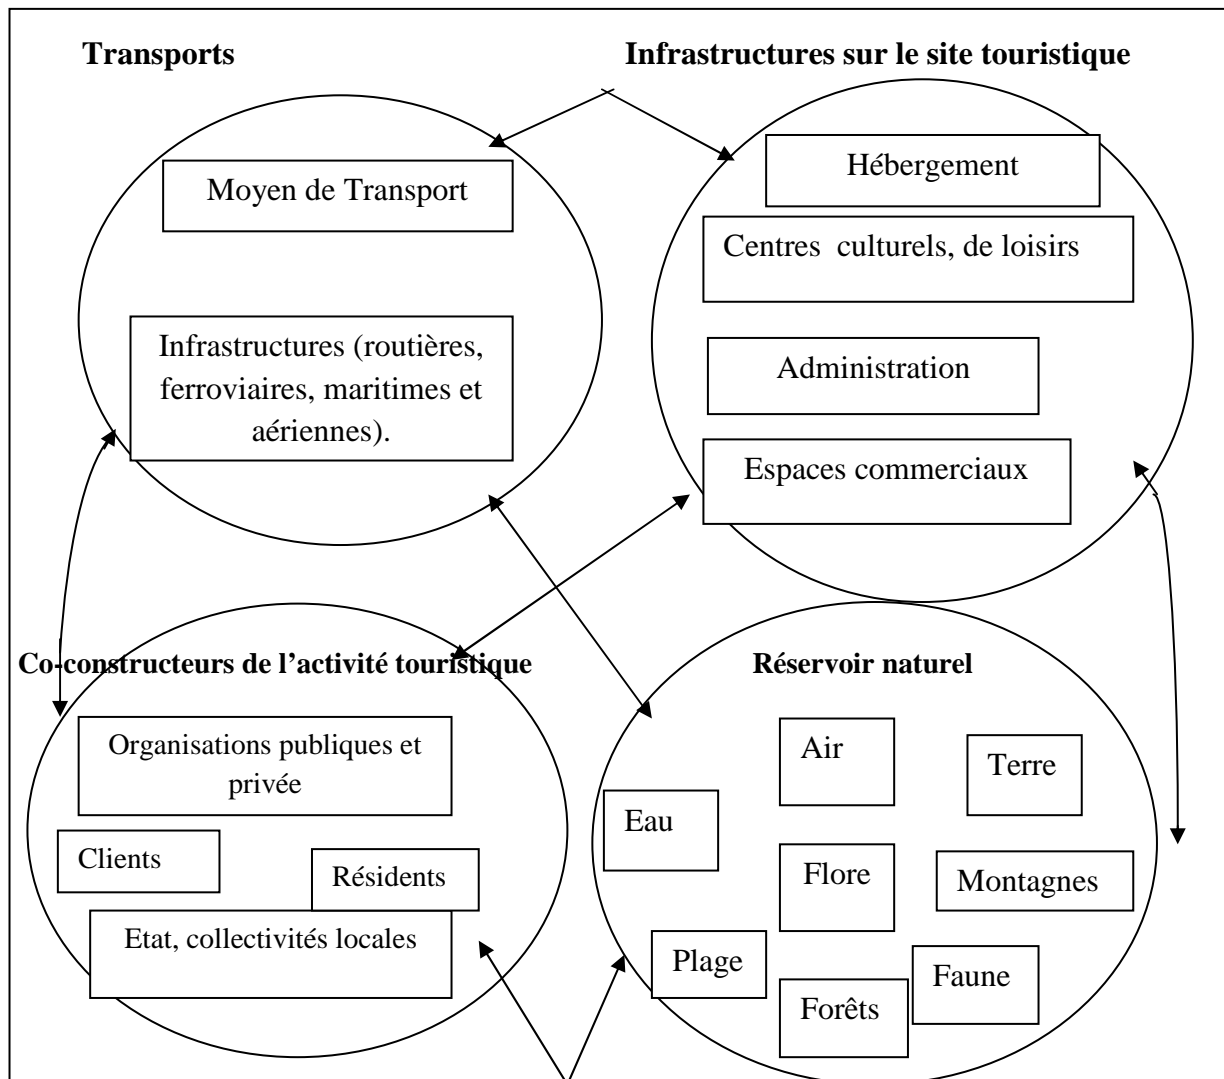 Transports
Infrastructures sur le site touristique
Moyen de Transport
Infrastructures (routières,
ferroviaires, maritimes et
aériennes).
Hébergement
Centres  culturels, de loisirs
Administration
Espaces commerciaux
Co-constructeurs de l’activité touristique
Organisations publiques et
privée
Clients
Résidents
Etat, collectivités locales
Réservoir naturel
Air
Terre
Eau
Flore
Montagnes
Plage
Faune
Forêts